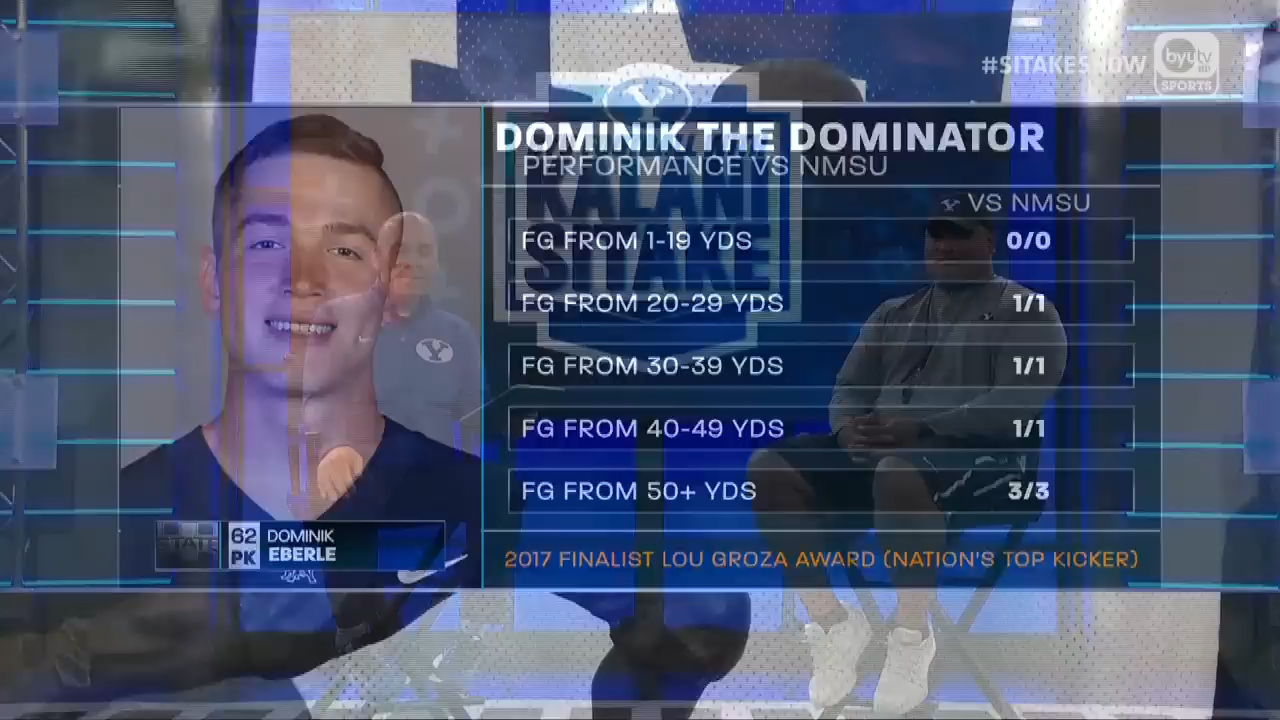 #SITAKESHOW
byutv
HD
SPORTS
DOMINIK THE DOMINATOR
PERFORMANCE VS NMSU
KALANI
SITAKE
VS NMSU
FG FROM 1-19 YDS 0/0
FG FROM 20-29 YDS 1/1
FG FROM 30-39 YDS 1/1
FG FROM 40-49 YDS 1/1
FG FROM 50+ YDS 3/3
62
PK
DOMINIK
EBERLE
2017 FINALIST LOU GROZA AWARD (NATION'S TOP KICKER)